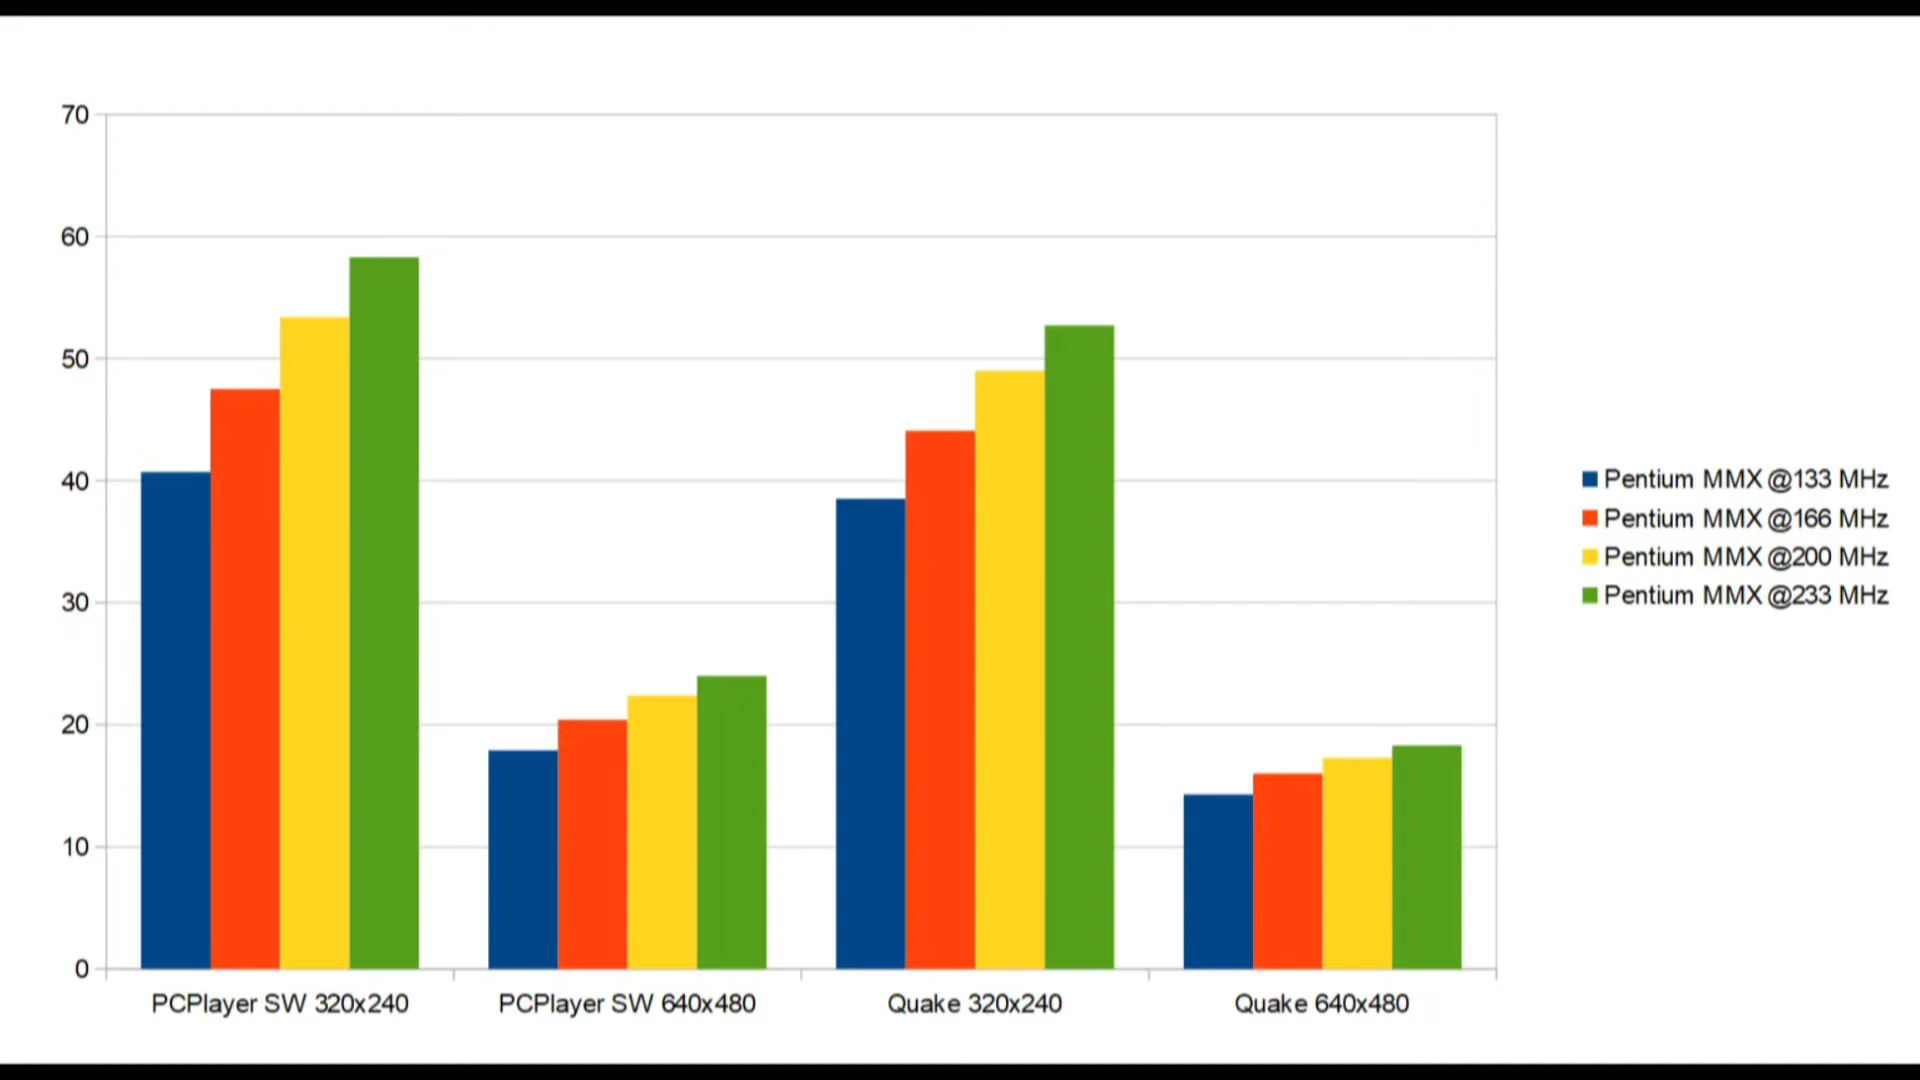 70
60
50
40
30
20
10
0
PCPlayer SW 320x240
PCPlayer SW 640x480
Quake 320x240
Quake 640x480
Pentium MMX @133 MHz
Pentium MMX @166 MHz
Pentium MMX @200 MHz
Pentium MMX @233 MHz